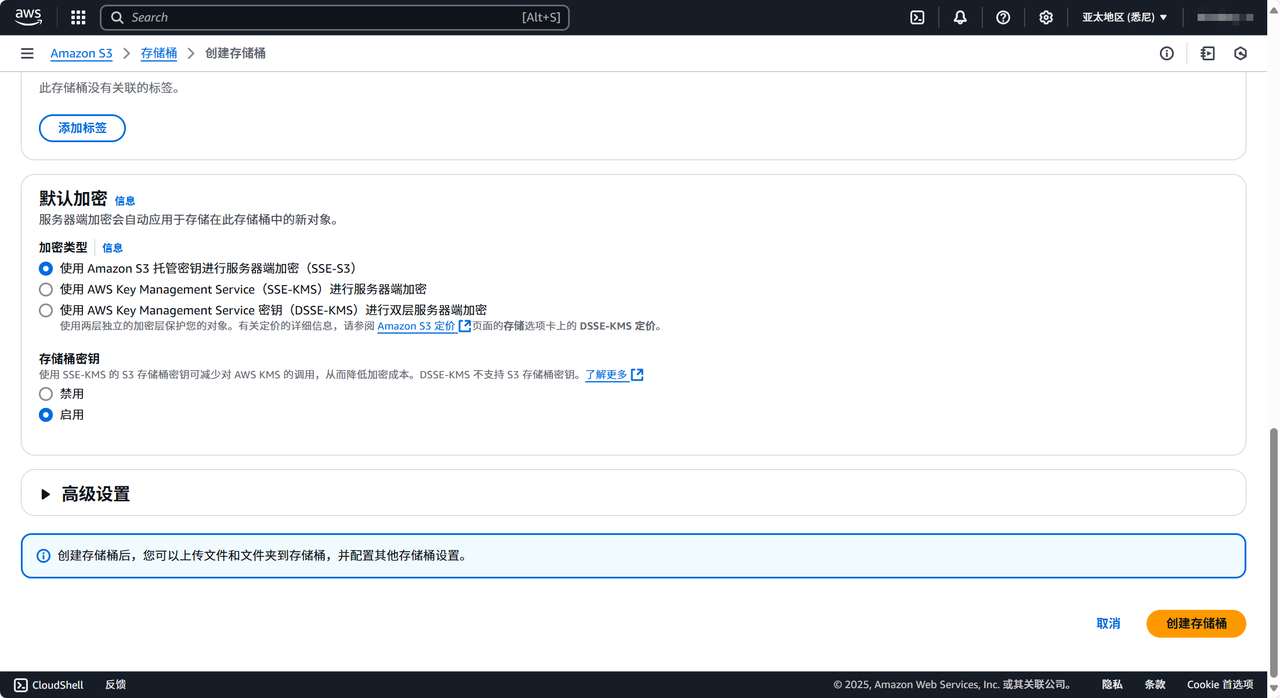 aws
Search [Alt+S]
亚太地区 (悉尼)
Amazon S3 存储桶 创建存储桶
此存储桶没有关联的标签。
添加标签
默认加密 信息
服务器端加密会自动应用于存储在此存储桶中的新对象。
加密类型 信息
使用 Amazon S3 托管密钥进行服务器端加密（SSE-S3）
使用 AWS Key Management Service（SSE-KMS）进行服务器端加密
使用 AWS Key Management Service 密钥（DSSE-KMS）进行双层服务器端加密
使用两层独立的加密层保护您的对象。有关定价的详细信息，请参阅 Amazon S3 定价 页面的存储选项卡上的 DSSE-KMS 定价。
存储桶密钥
使用 SSE-KMS 的 S3 存储桶密钥可减少对 AWS KMS 的调用，从而降低加密成本。DSSE-KMS 不支持 S3 存储桶密钥。了解更多
禁用
启用
高级设置
创建存储桶后，您可以上传文件和文件夹到存储桶，并配置其他存储桶设置。
取消 创建存储桶
CloudShell 反馈 © 2025, Amazon Web Services, Inc. 或其关联公司。 隐私 条款 Cookie 首选项